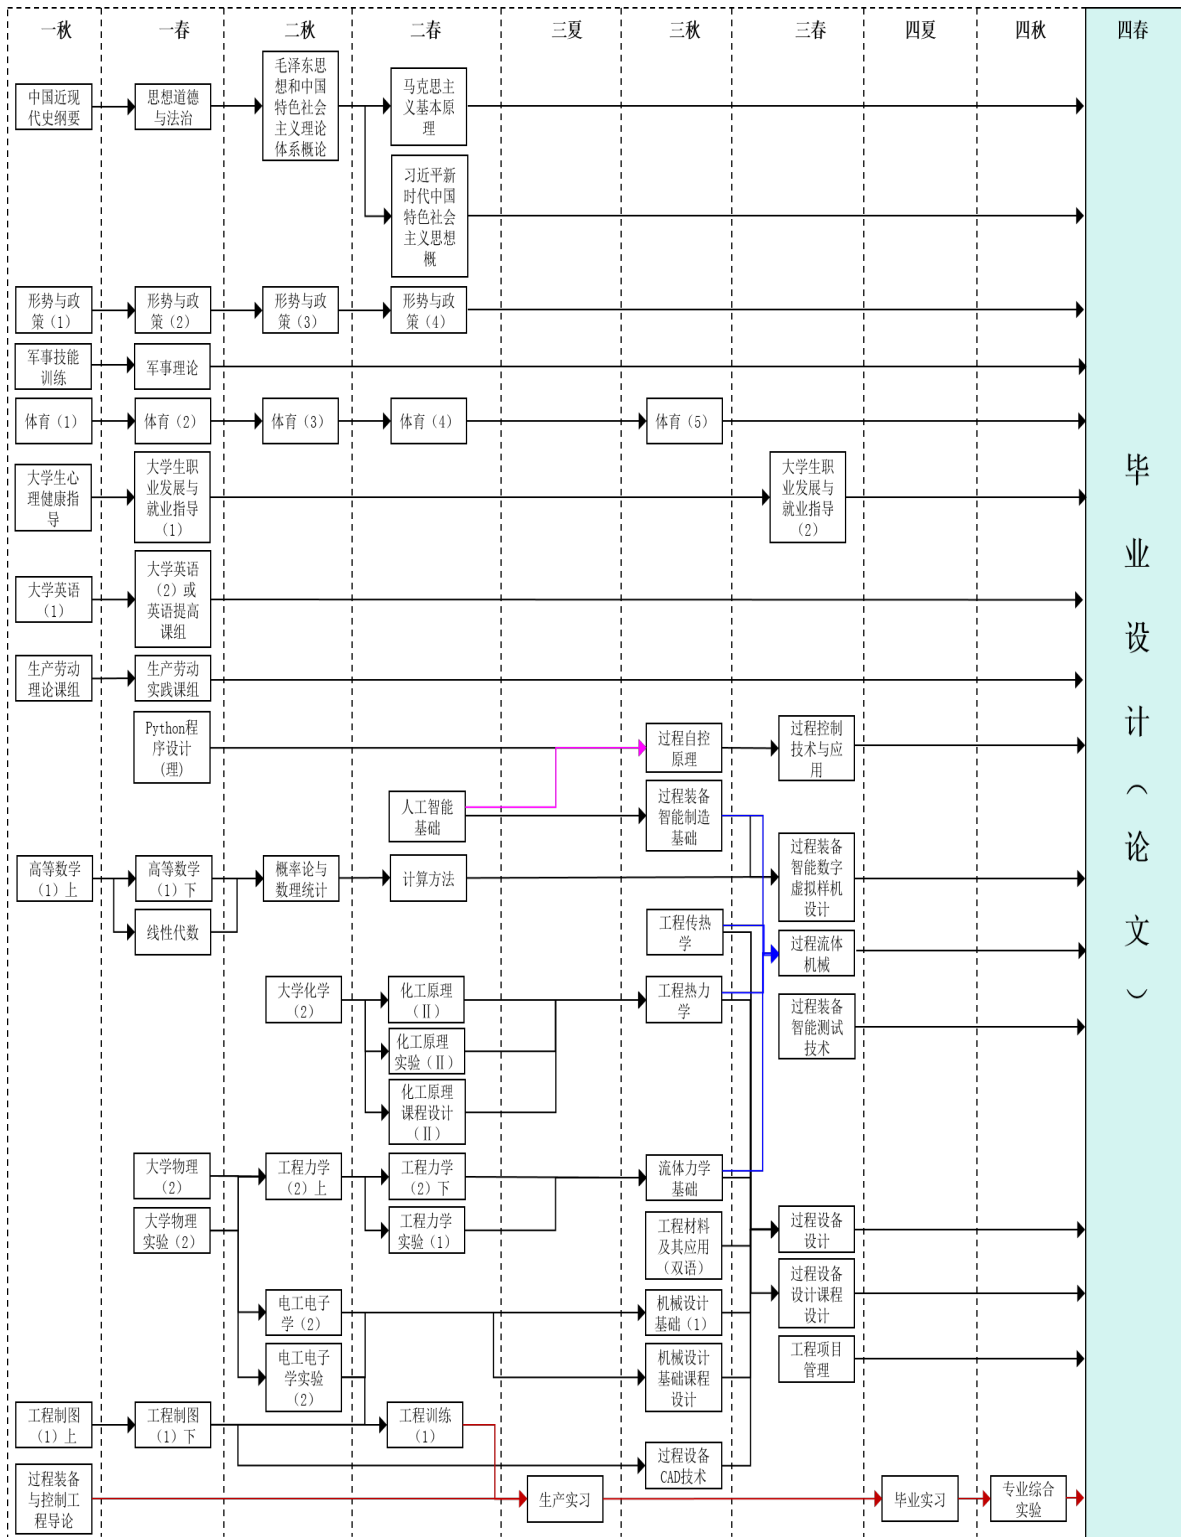 一秋
一春
二秋
二春
三夏
三秋
三春
四夏
四秋
四春
中国近现
代史纲要
思想道德
与法治
毛泽东思
想和中国
特色社会
主义理论
体系概论
马克思主
义基本原
理
习近平新
时代中国
特色社会
主义思想
概
形势与政
策（1）
形势与政
策（2）
形势与政
策（3）
形势与政
策（4）
军事技能
训练
军事理论
体育（1）
体育（2）
体育（3）
体育（4）
体育（5）
大学生心
理健康指
导
大学生职
业发展与
就业指导
（1）
大学生职
业发展与
就业指导
（2）
大学英语
（1）
大学英语
（2）或
英语提高
课组
生产劳动
理论课组
生产劳动
实践课组
Python程
序设计
(理)
过程自控
原理
过程控制
技术与应
用
人工智能
基础
过程装备
智能制造
基础
高等数学
（1）上
高等数学
（1）下
线性代数
概率论与
数理统计
计算方法
过程装备
智能数字
虚拟样机
设计
工程传热
学
过程流体
机械
大学化学
（2）
化工原理
（Ⅱ）
化工原理
实验（Ⅱ）
化工原理
课程设计
（Ⅱ）
工程热力
学
过程装备
智能测试
技术
大学物理
（2）
大学物理
实验（2）
工程力学
（2）上
工程力学
（2）下
工程力学
实验（1）
流体力学
基础
工程材料
及其应用
（双语）
过程设备
设计
过程设备
设计课程
设计
电工电子
学（2）
电工电子
学实验
（2）
机械设计
基础（1）
机械设计
基础课程
设计
工程项目
管理
工程制图
（1）上
工程制图
（1）下
工程训练
（1）
过程设备
CAD技术
过程装备
与控制工
程导论
生产实习
毕业实习
专业综合
实验
毕业设计（论文）